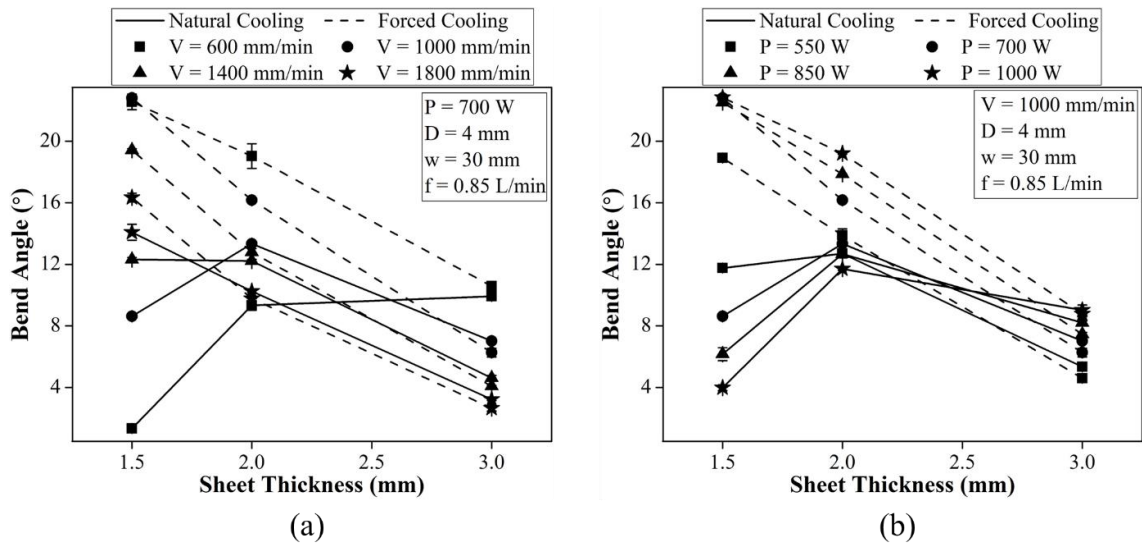 Natural Cooling Forced Cooling
V = 600 mm/min V = 1000 mm/min
V = 1400 mm/min V = 1800 mm/min
P = 700 W
D = 4 mm
w = 30 mm
f = 0.85 L/min
20
16
12
8
4
Bend Angle (°)
1.5 2.0 2.5 3.0
Sheet Thickness (mm)
(a)
Natural Cooling Forced Cooling
P = 550 W P = 700 W
P = 850 W P = 1000 W
V = 1000 mm/min
D = 4 mm
w = 30 mm
f = 0.85 L/min
20
16
12
8
4
Bend Angle (°)
1.5 2.0 2.5 3.0
Sheet Thickness (mm)
(b)